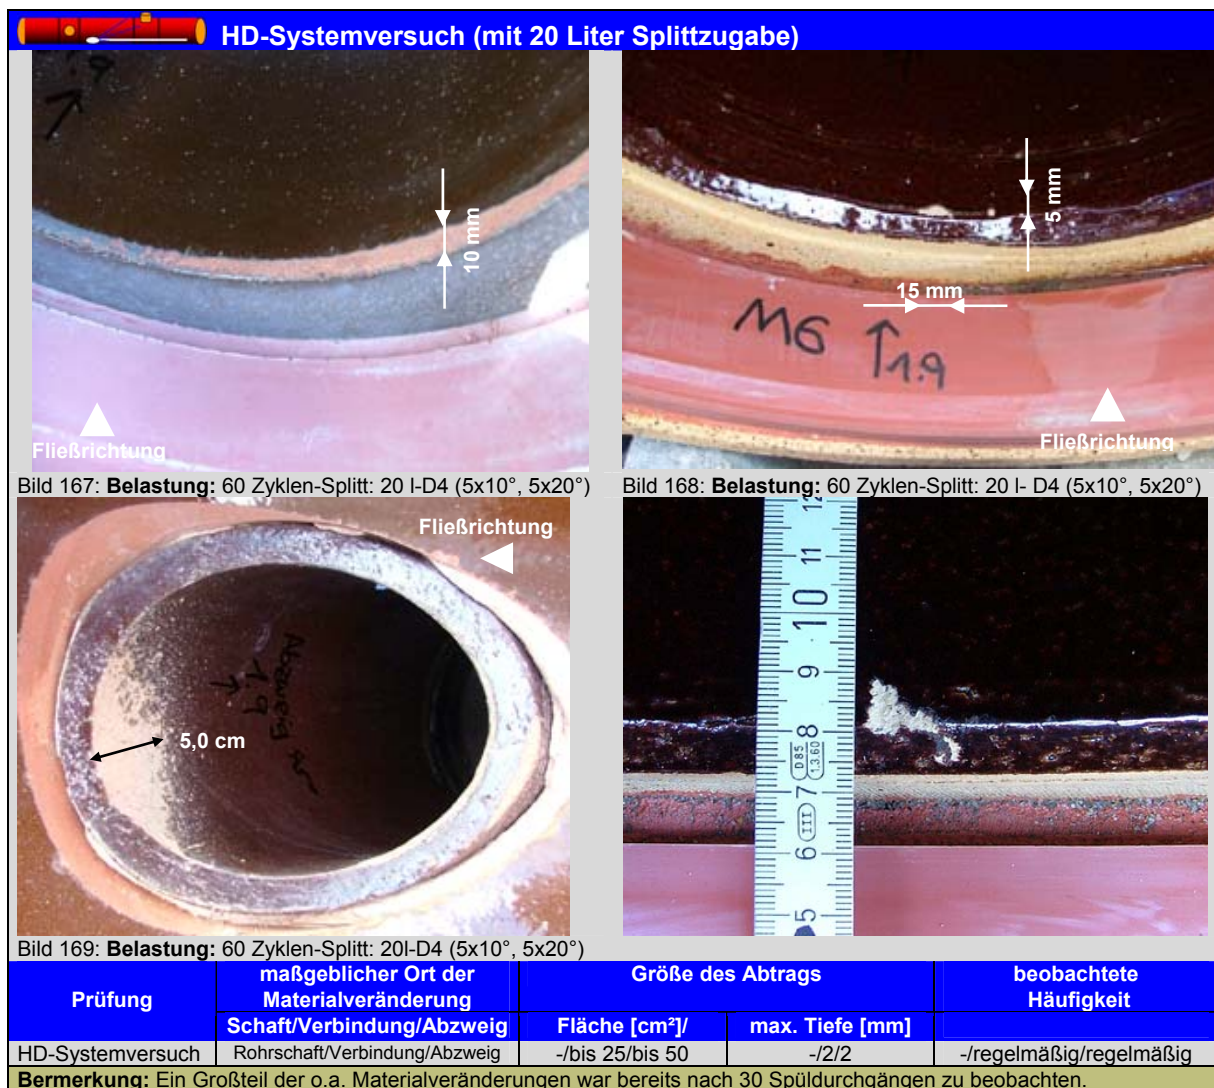 HD-Systemversuch (mit 20 Liter Splittzugabe)
10 mm
Fließrichtung
5 mm
15 mm
M6 ↑1.9
Fließrichtung
Bild 167: Belastung: 60 Zyklen-Splitt: 20 l-D4 (5x10°, 5x20°)
Bild 168: Belastung: 60 Zyklen-Splitt: 20 l- D4 (5x10°, 5x20°)
Fließrichtung
Abzweig
1.9
5,0 cm
11
10
9
8
D 85
1.3.60
7
III
6
5
Bild 169: Belastung: 60 Zyklen-Splitt: 20l-D4 (5x10°, 5x20°)
Prüfung
maßgeblicher Ort der
Materialveränderung
Größe des Abtrags
beobachtete
Häufigkeit
Schaft/Verbindung/Abzweig
Fläche [cm²]/
max. Tiefe [mm]
HD-Systemversuch
Rohrschaft/Verbindung/Abzweig
-/bis 25/bis 50
-/2/2
-/regelmäßig/regelmäßig
Bermerkung: Ein Großteil der o.a. Materialveränderungen war bereits nach 30 Spüldurchgängen zu beobachten.